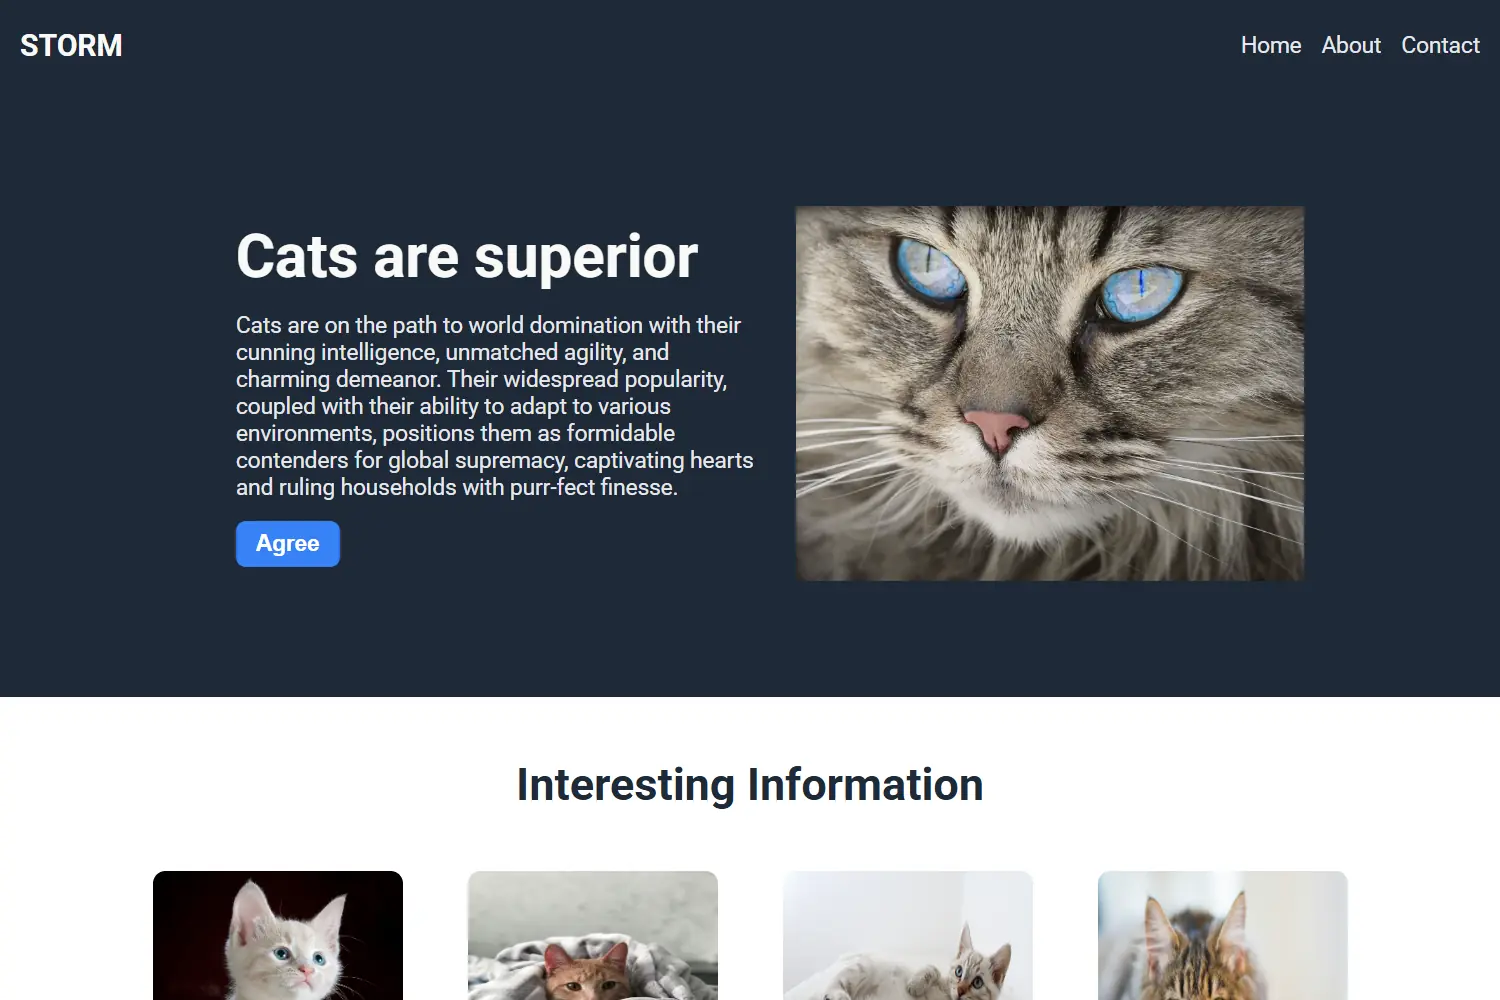 STORM
Home About Contact
Cats are superior
Cats are on the path to world domination with their
cunning intelligence, unmatched agility, and
charming demeanor. Their widespread popularity,
coupled with their ability to adapt to various
environments, positions them as formidable
contenders for global supremacy, captivating hearts
and ruling households with purr-fect finesse.
Agree
Interesting Information